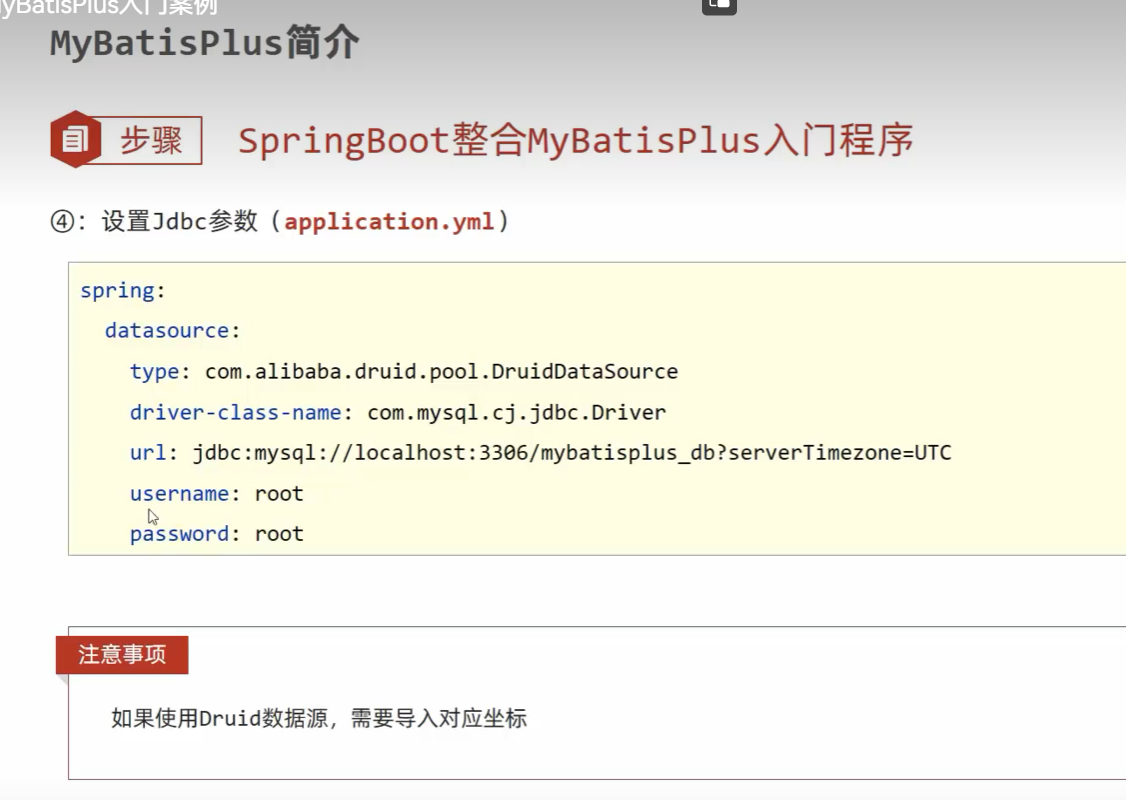 MyBatisPlus入门案例
MyBatisPlus简介
步骤
SpringBoot整合MyBatisPlus入门程序
④：设置Jdbc参数（application.yml）
spring:
datasource:
type: com.alibaba.druid.pool.DruidDataSource
driver-class-name: com.mysql.cj.jdbc.Driver
url: jdbc:mysql://localhost:3306/mybatisplus_db?serverTimezone=UTC
username: root
password: root
注意事项
如果使用Druid数据源，需要导入对应坐标